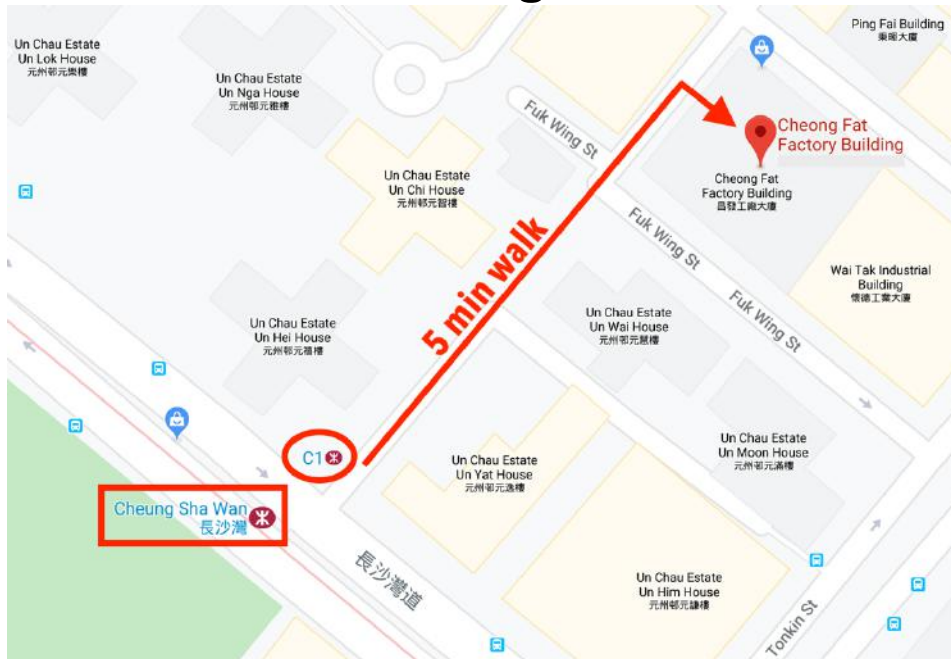 Ping Fai Building
東暉大廈
Un Chau Estate
Un Lok House
元州邨元樂樓
Un Chau Estate
Un Nga House
元州邨元雅樓
Fuk Wing St
Cheong Fat
Factory Building
Un Chau Estate
Un Chi House
元州邨元智樓
Cheong Fat
Factory Building
昌發工廠大廈
Fuk Wing St
5 min walk
Wai Tak Industrial
Building
懷德工業大廈
Fuk Wing St
Un Chau Estate
Un Hei House
元州邨元禧樓
Un Chau Estate
Un Wai House
元州邨元慧樓
Un Chau Estate
Un Moon House
元州邨元滿樓
C1
Un Chau Estate
Un Yat House
元州邨元逸樓
Cheung Sha Wan
長沙灣
長沙灣道
Un Chau Estate
Un Him House
元州邨元謙樓
Tonkin St